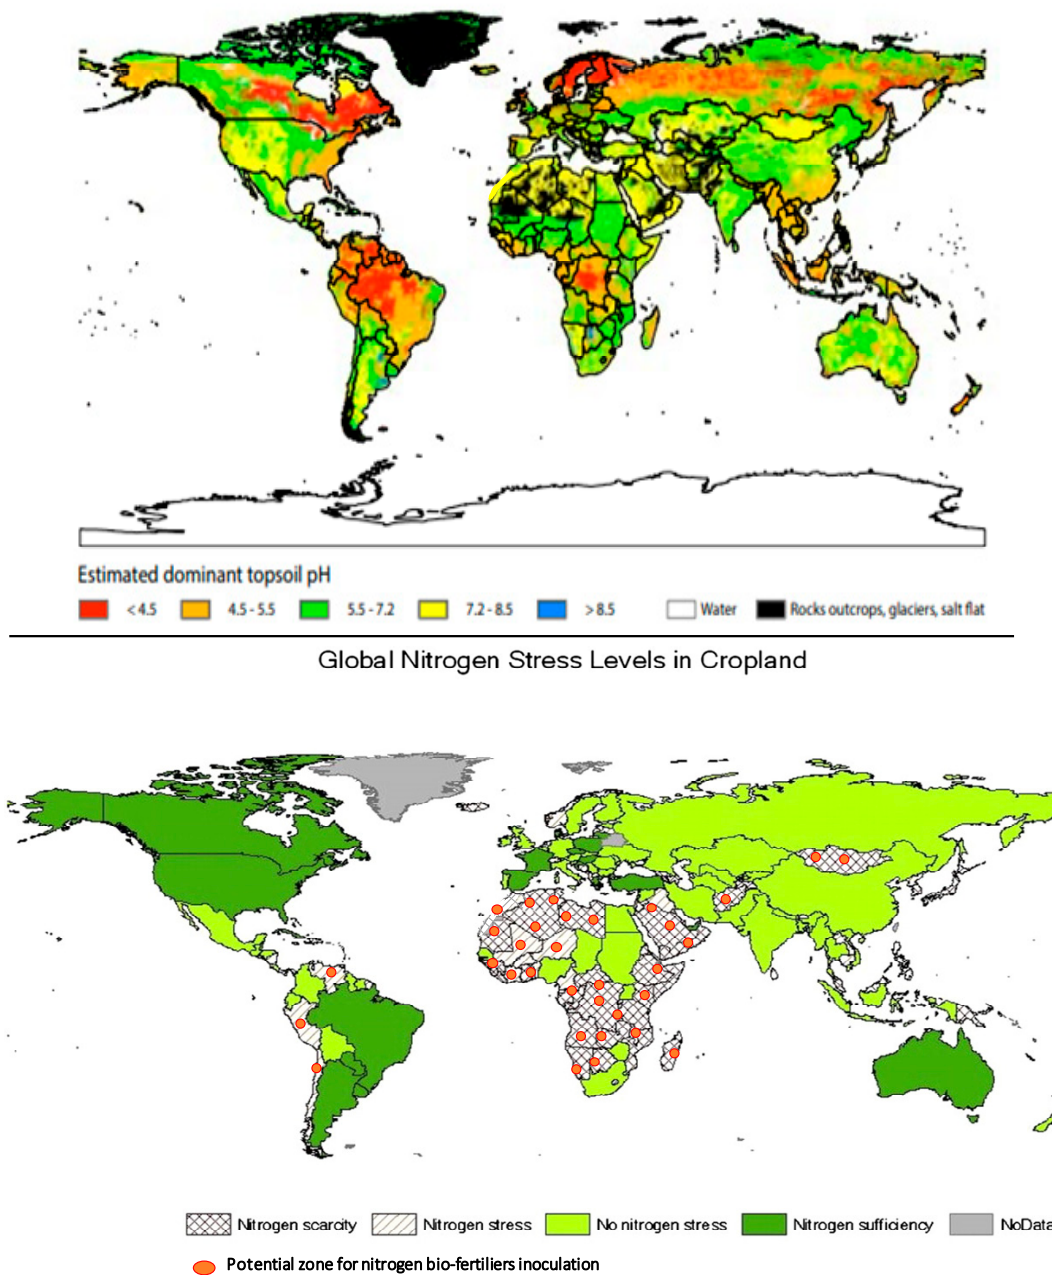 Estimated dominant topsoil pH
< 4.5 4.5 - 5.5 5.5 - 7.2 7.2 - 8.5 > 8.5 Water Rocks outcrops, glaciers, salt flat
Global Nitrogen Stress Levels in Cropland
Nitrogen scarcity Nitrogen stress No nitrogen stress Nitrogen sufficiency NoData
Potential zone for nitrogen bio-fertiliers inoculation